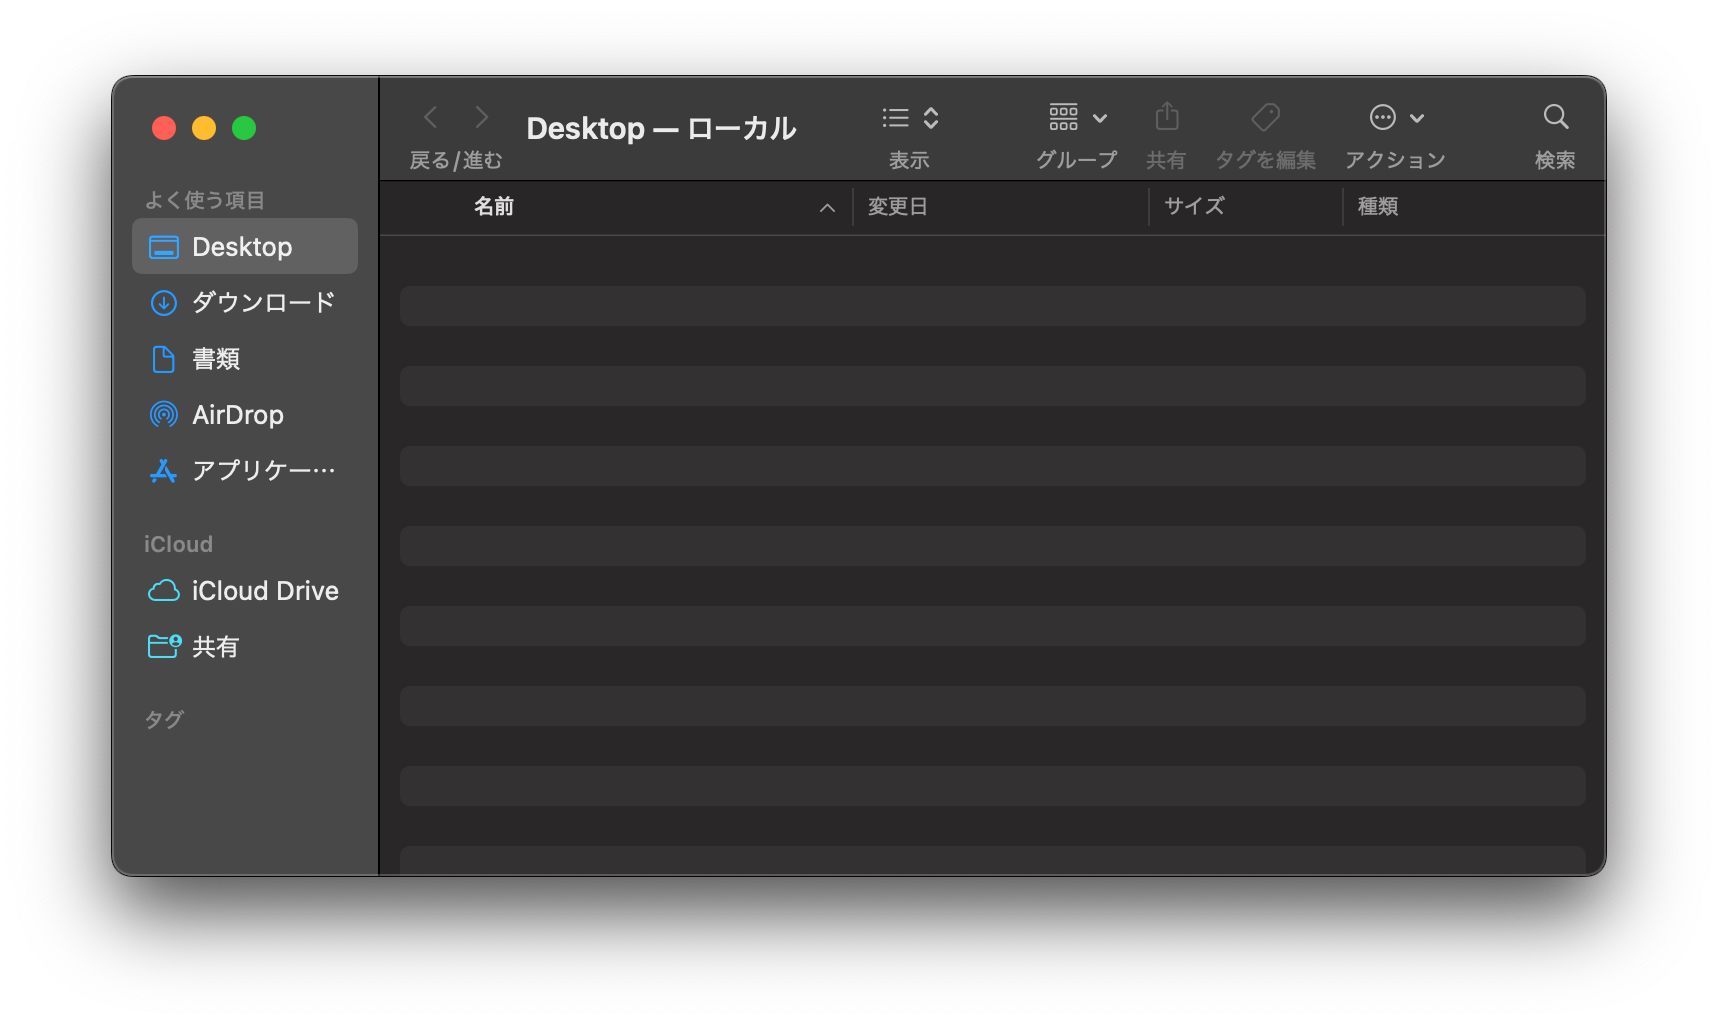 Desktop — ローカル
戻る/進む
表示
グループ
共有
タグを編集
アクション
検索
よく使う項目
Desktop
ダウンロード
書類
AirDrop
アプリケー…
iCloud
iCloud Drive
共有
タグ
名前
変更日
サイズ
種類